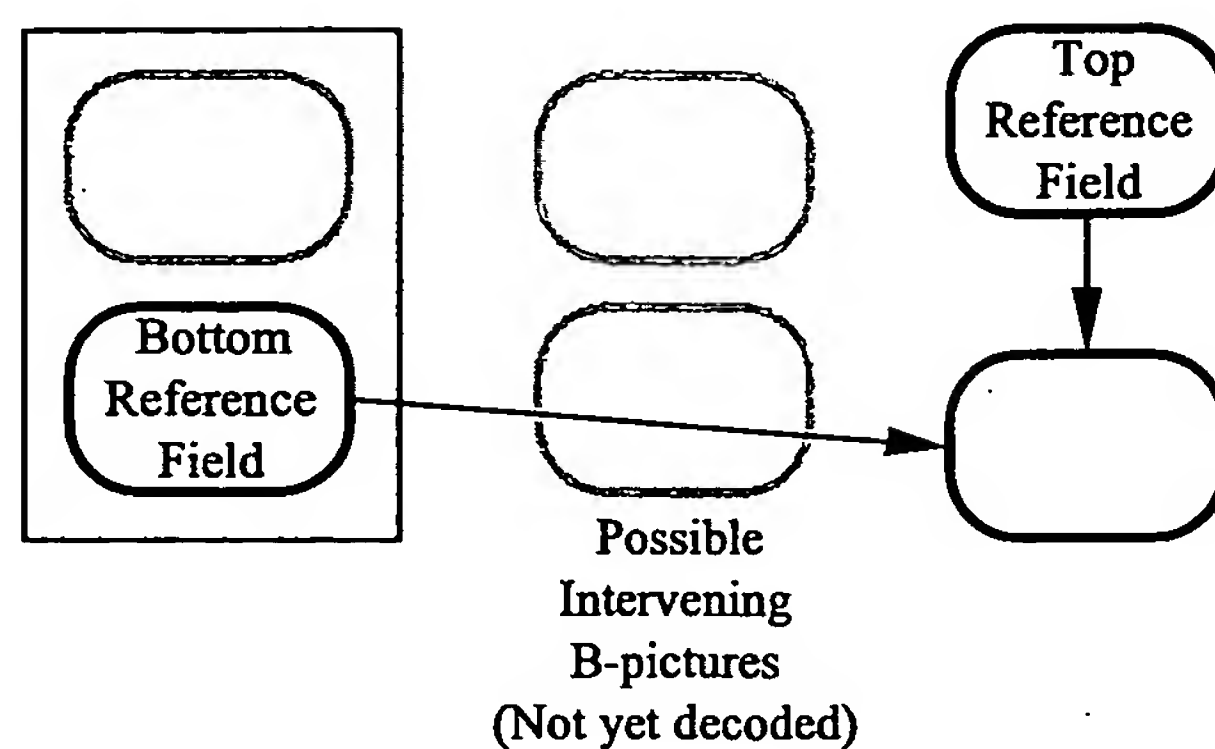 Top
Reference
Field
Bottom
Reference
Field
Possible
Intervening
B-pictures
(Not yet decoded)